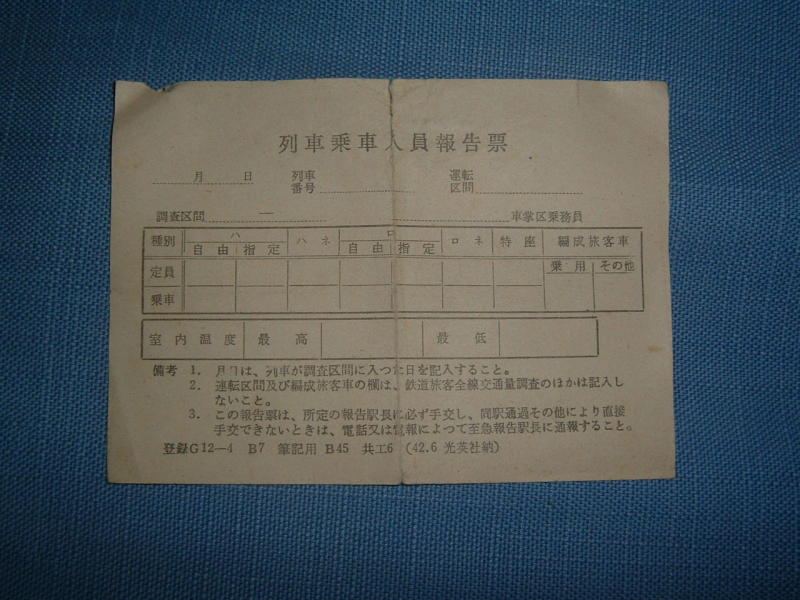 列車乗車人員報告票
月 日 列車番号 運転区間
調査区間 ー 車掌区乗務員
種別 ハ ハネ ロ ロネ 特座 編成旅客車
自由 指定 自由 指定
乗用 その他
定員
乗車
室内温度 最高 最低
備考 1. 月日は、列車が調査区間に入つた日を記入すること。
2. 運転区間及び編成旅客車の欄は、鉄道旅客全線交通量調査のほかは記入し
ないこと。
3. この報告票は、所定の報告駅長に必ず手交し、同駅通過その他により直接
手交できないときは、電話又は電報によつて至急報告駅長に通報すること。
登録G12―4 B7 筆記用 B45 共工6 (42.6 光英社納)